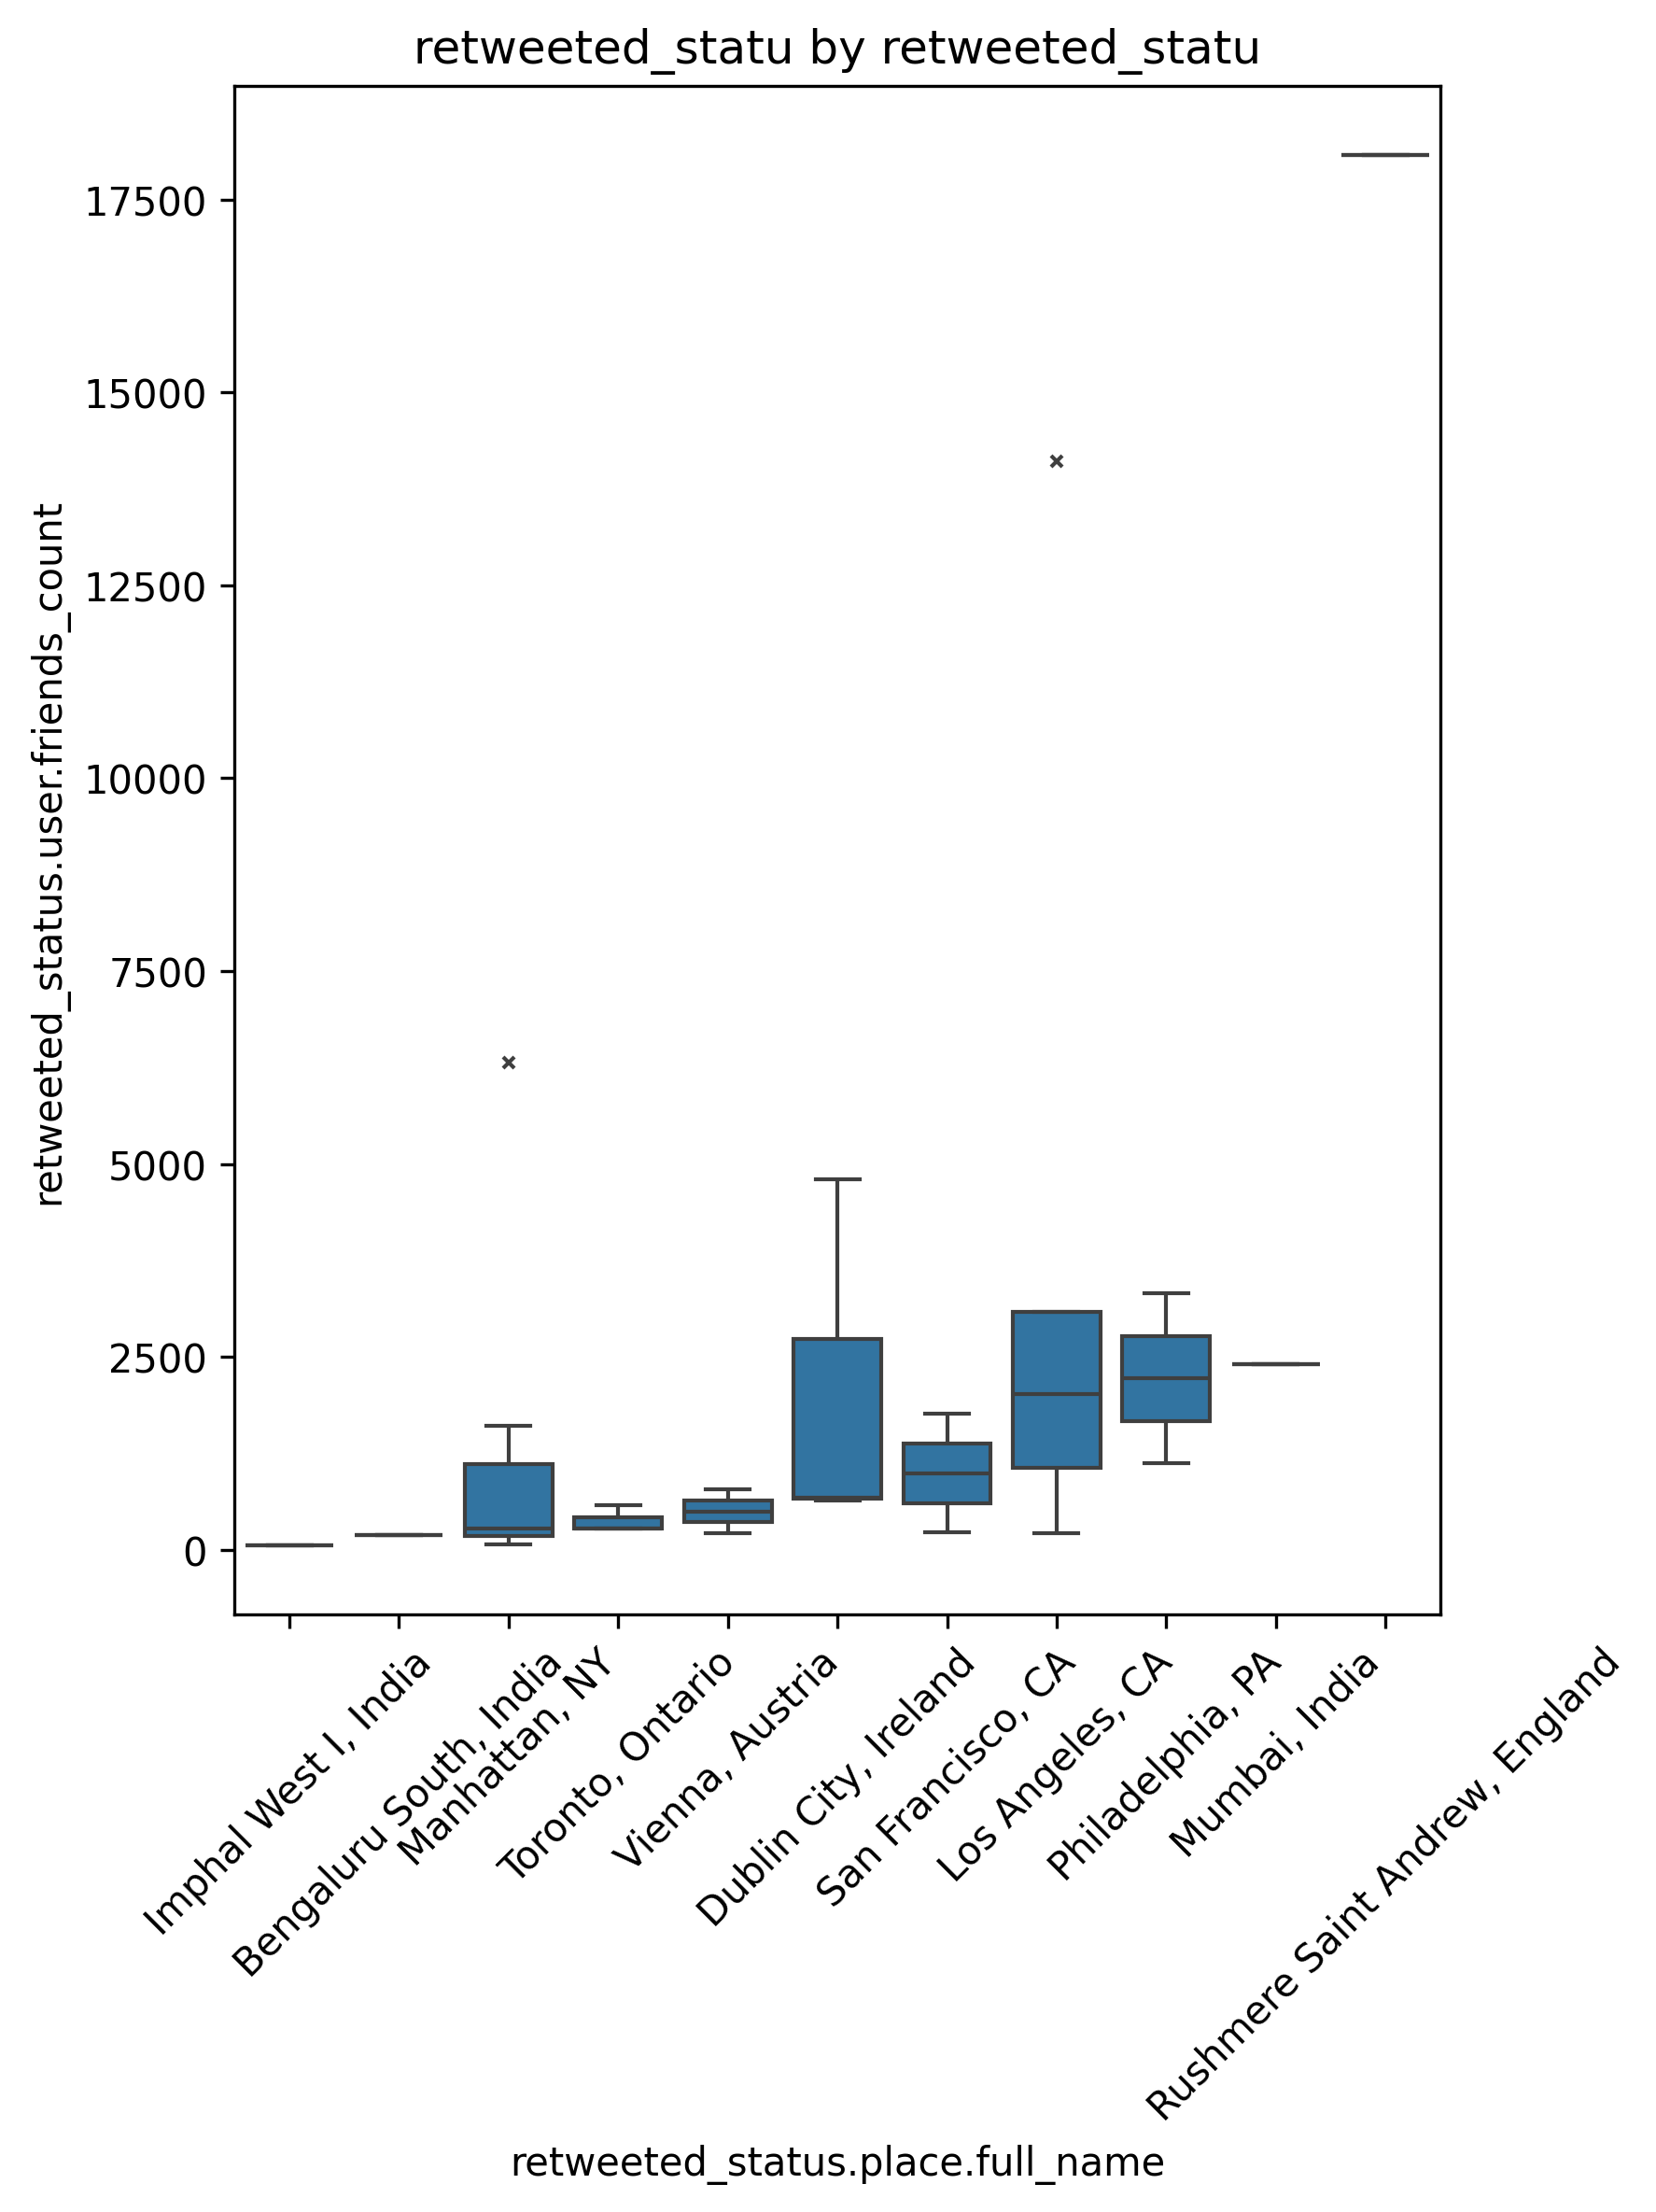 retweeted_statu by retweeted_statu
retweeted_status.user.friends_count
17500
15000
12500
10000
7500
5000
2500
0
Imphal West I, India
Bengaluru South, India
Manhattan, NY
Toronto, Ontario
Vienna, Austria
Dublin City, Ireland
San Francisco, CA
Los Angeles, CA
Philadelphia, PA
Mumbai, India
Rushmere Saint Andrew, England
retweeted_status.place.full_name